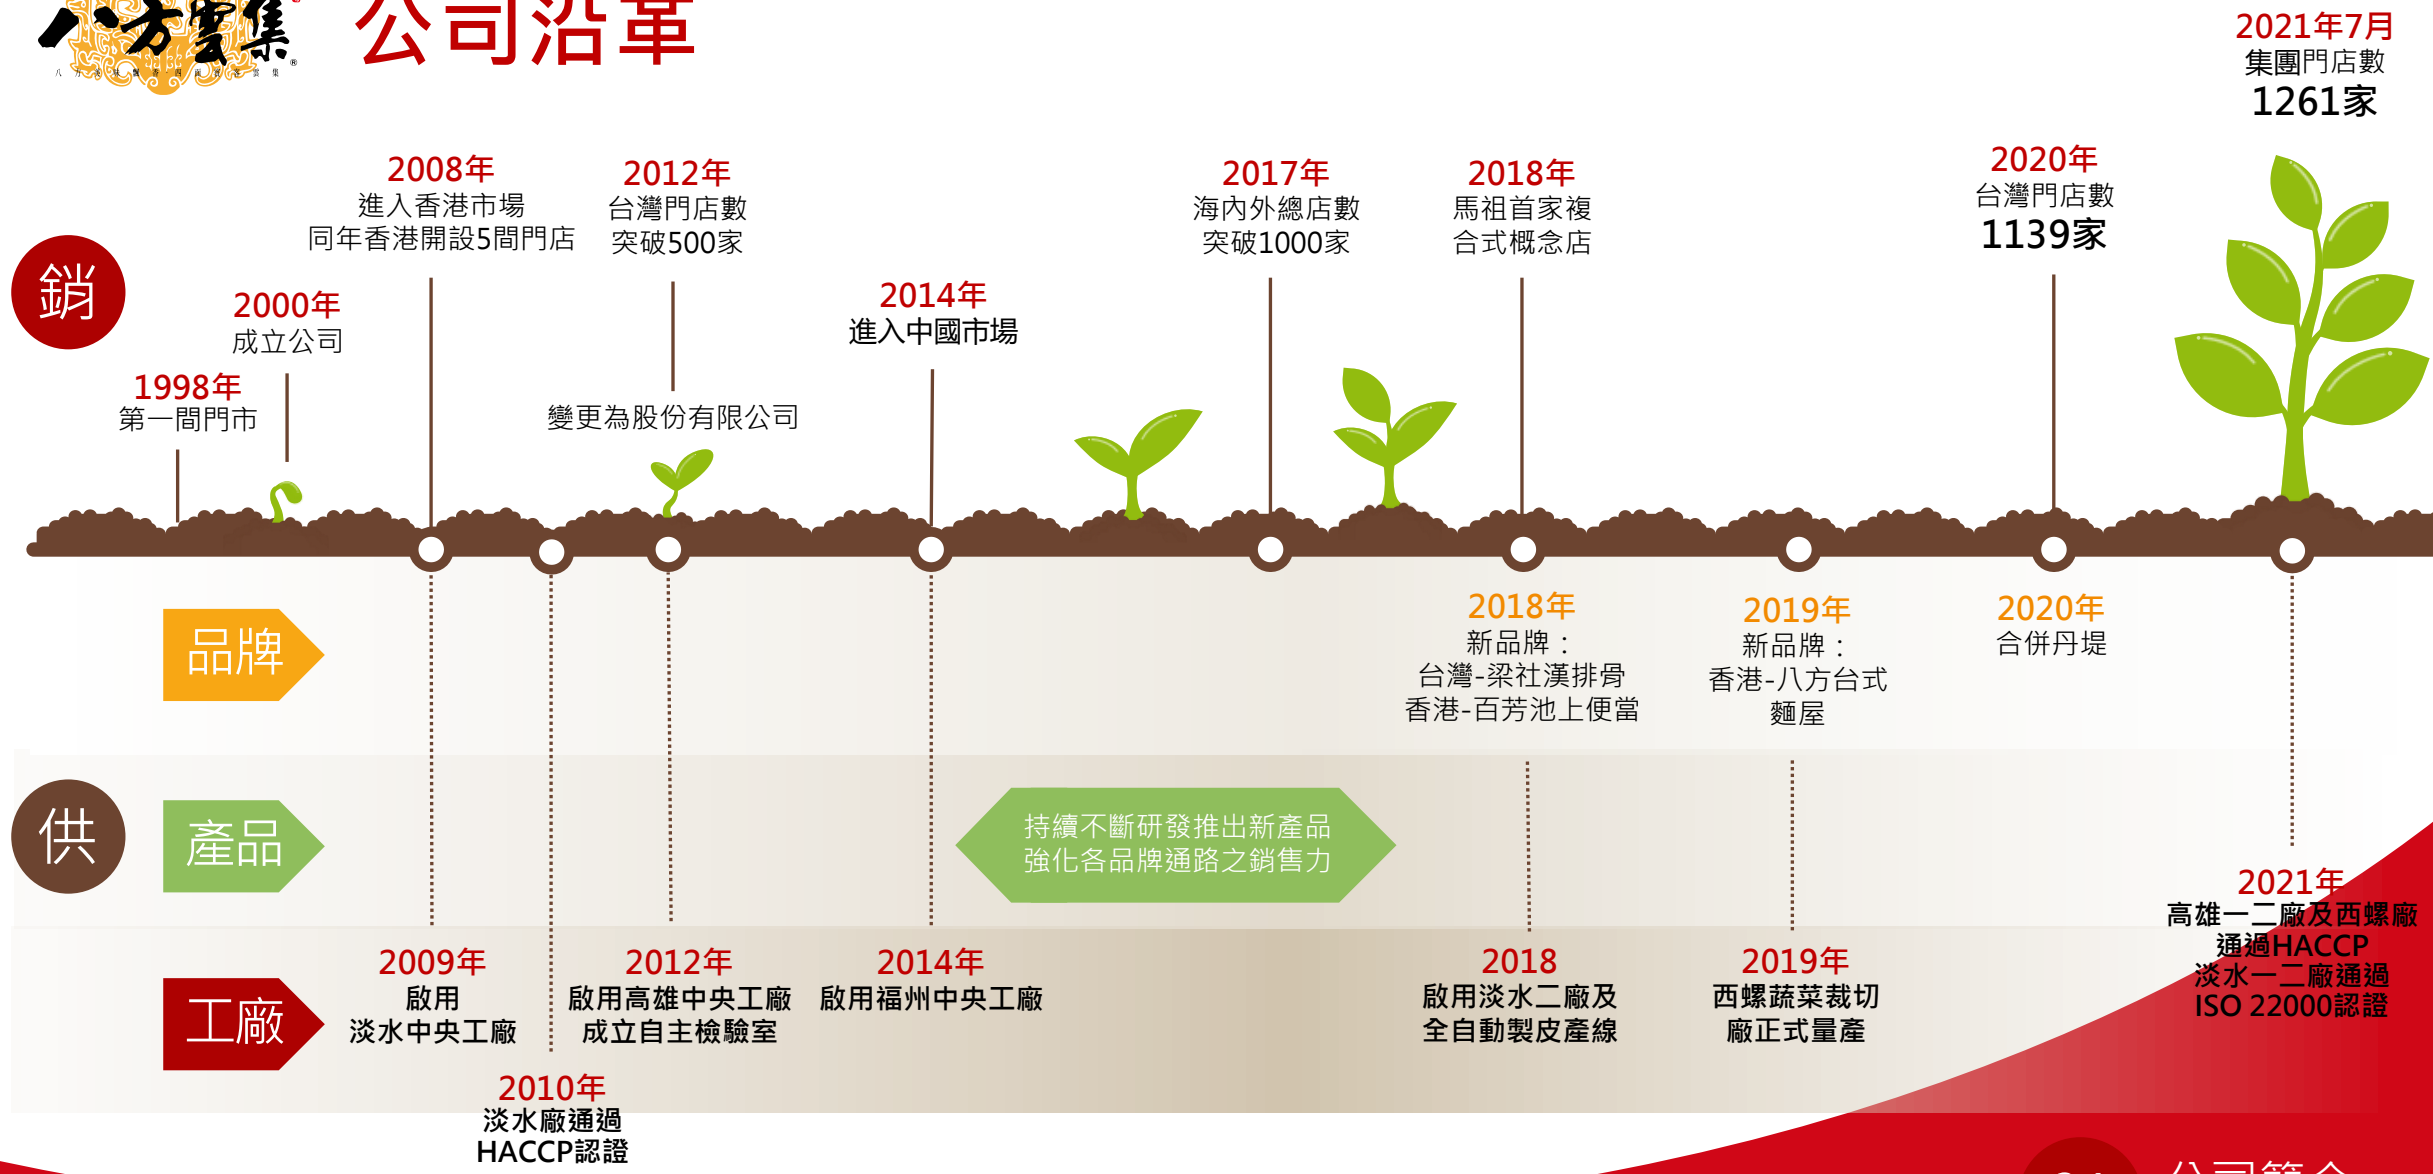 八方雲集
®
八方美味飄香 四面賓客雲集
公司沿革
2021年7月
集團門店數
1261家
2008年
進入香港市場
同年香港開設5間門店
2012年
台灣門店數
突破500家
2017年
海內外總店數
突破1000家
2018年
馬祖首家複
合式概念店
2020年
台灣門店數
1139家
銷
2000年
成立公司
2014年
進入中國市場
1998年
第一間門市
變更為股份有限公司
品牌
2018年
新品牌：
台灣-梁社漢排骨
香港-百芳池上便當
2019年
新品牌：
香港-八方台式
麵屋
2020年
合併丹堤
供
產品
持續不斷研發推出新產品
強化各品牌通路之銷售力
工廠
2009年
啟用
淡水中央工廠
2010年
淡水廠通過
HACCP認證
2012年
啟用高雄中央工廠
成立自主檢驗室
2014年
啟用福州中央工廠
2018
啟用淡水二廠及
全自動製皮產線
2019年
西螺蔬菜裁切
廠正式量產
2021年
高雄一二廠及西螺廠
通過HACCP
淡水一二廠通過
ISO 22000認證
公司簡介